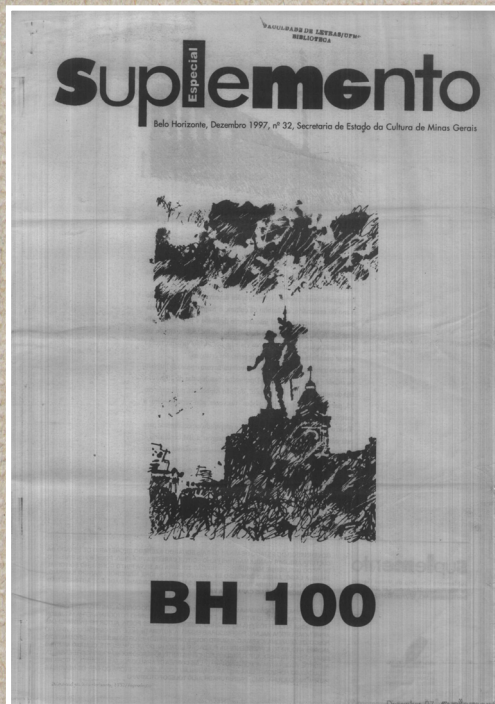 FACULDADE DE LETRAS/UFMG
BIBLIOTECA
Suplemento
Especial
Belo Horizonte, Dezembro 1997, nº 32, Secretaria de Estado da Cultura de Minas Gerais
BH 100